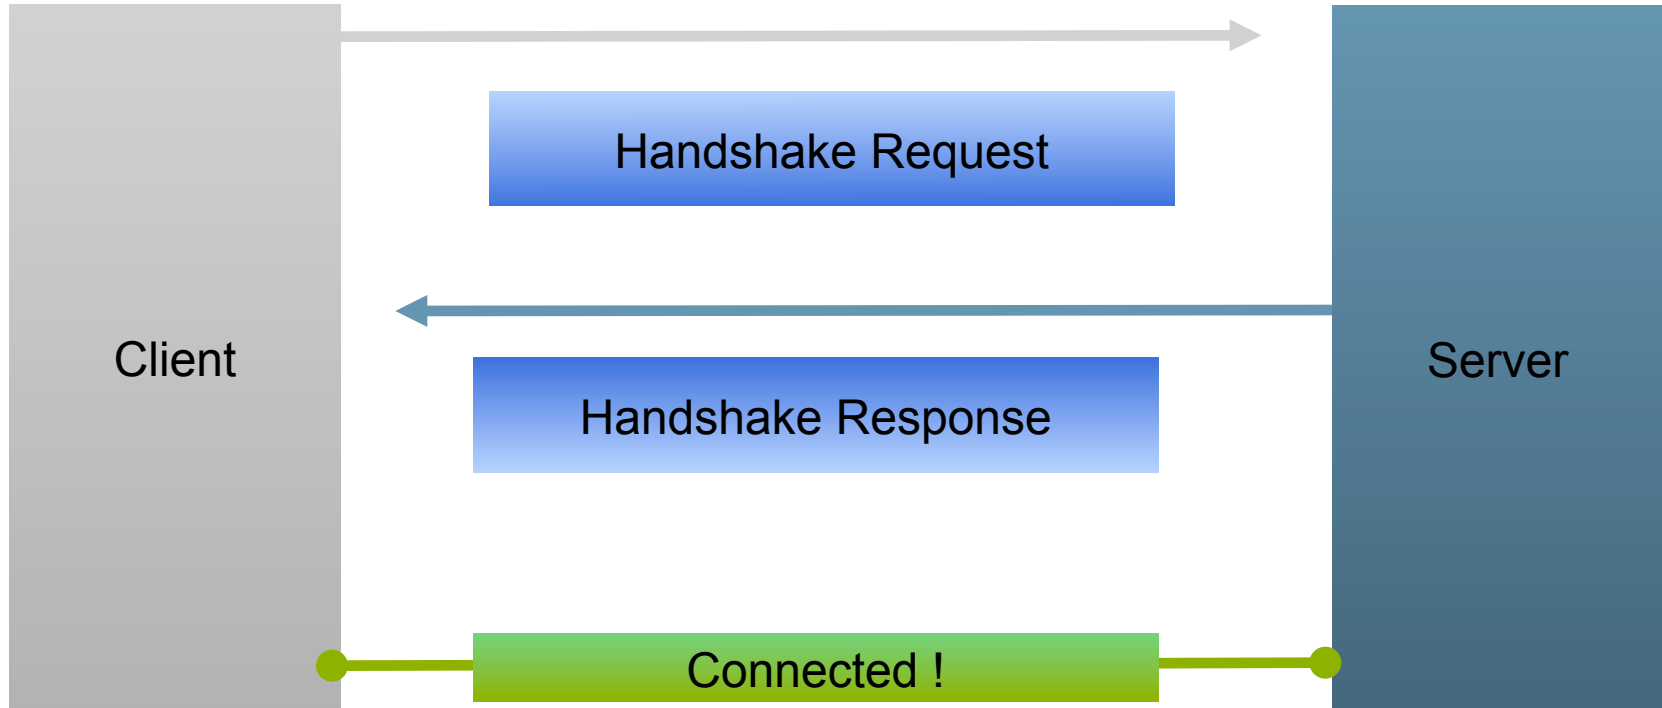 Handshake Request
Client
Server
Handshake Response
Connected !